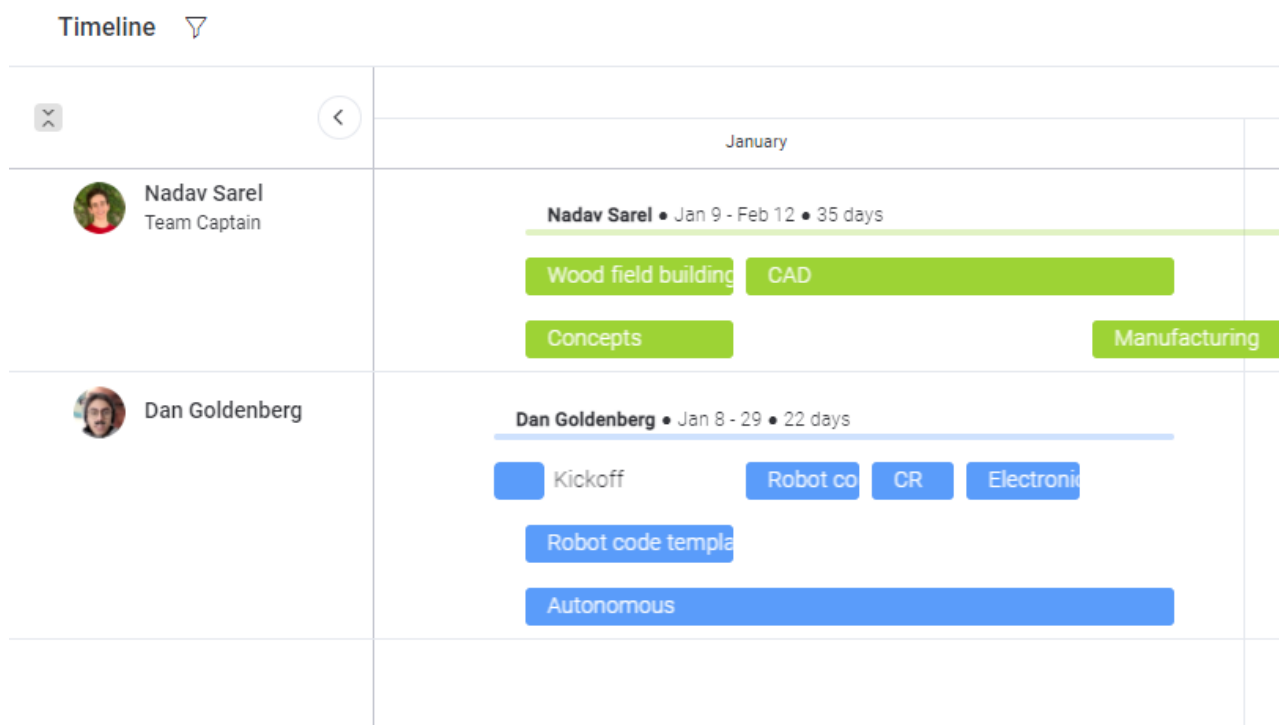 Timeline
January
Nadav Sarel
Team Captain
Nadav Sarel ● Jan 9 - Feb 12 ● 35 days
Wood field building CAD
Concepts Manufacturing
Dan Goldenberg
Dan Goldenberg ● Jan 8 - 29 ● 22 days
Kickoff Robot co CR Electronic
Robot code templa
Autonomous